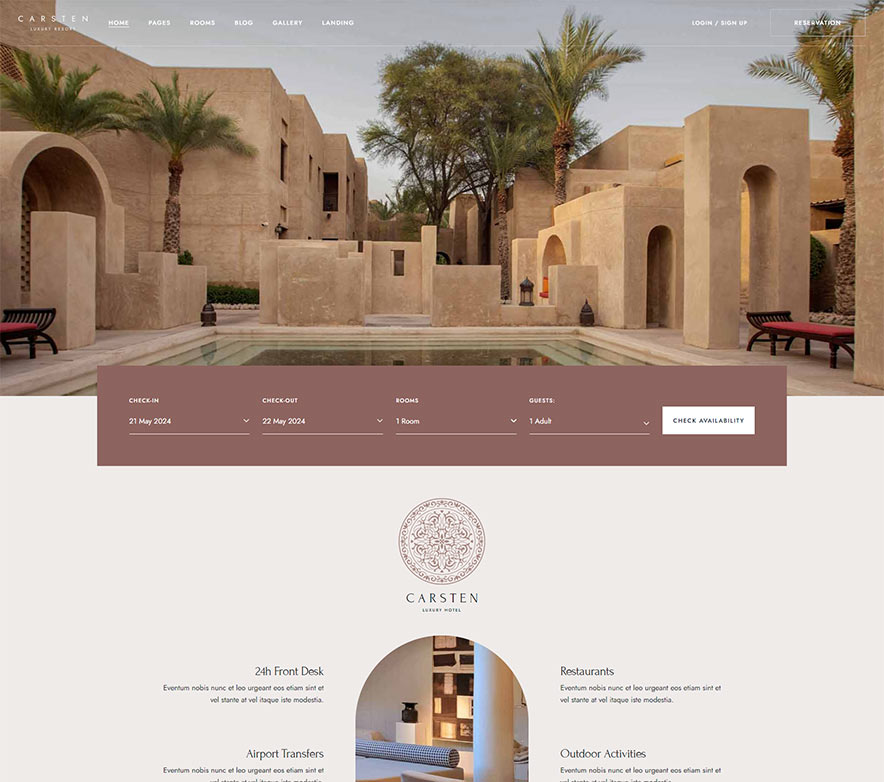 CARSTEN
LUXURY RESORT
HOME PAGES ROOMS BLOG GALLERY LANDING
LOGIN / SIGN UP RESERVATION
CHECK-IN CHECK-OUT ROOMS GUESTS:
21 May 2024 22 May 2024 1 Room 1 Adult
CHECK AVAILABILITY
CARSTEN
LUXURY HOTEL
24h Front Desk
Eventum nobis nunc et leo urgeant eos etiam sint et
vel stante at vel itaque iste modestia.
Restaurants
Eventum nobis nunc et leo urgeant eos etiam sint et
vel stante at vel itaque iste modestia.
Airport Transfers
Eventum nobis nunc et leo urgeant eos etiam sint et
Outdoor Activities
Eventum nobis nunc et leo urgeant eos etiam sint et